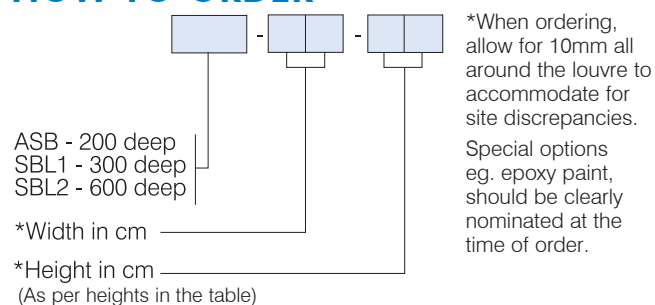 HOW TO ORDER
- -
ASB - 200 deep
SBL1 - 300 deep
SBL2 - 600 deep
*Width in cm
*Height in cm
(As per heights in the table)
*When ordering,
allow for 10mm all
around the louvre to
accommodate for
site discrepancies.
Special options
eg. epoxy paint,
should be clearly
nominated at the
time of order.